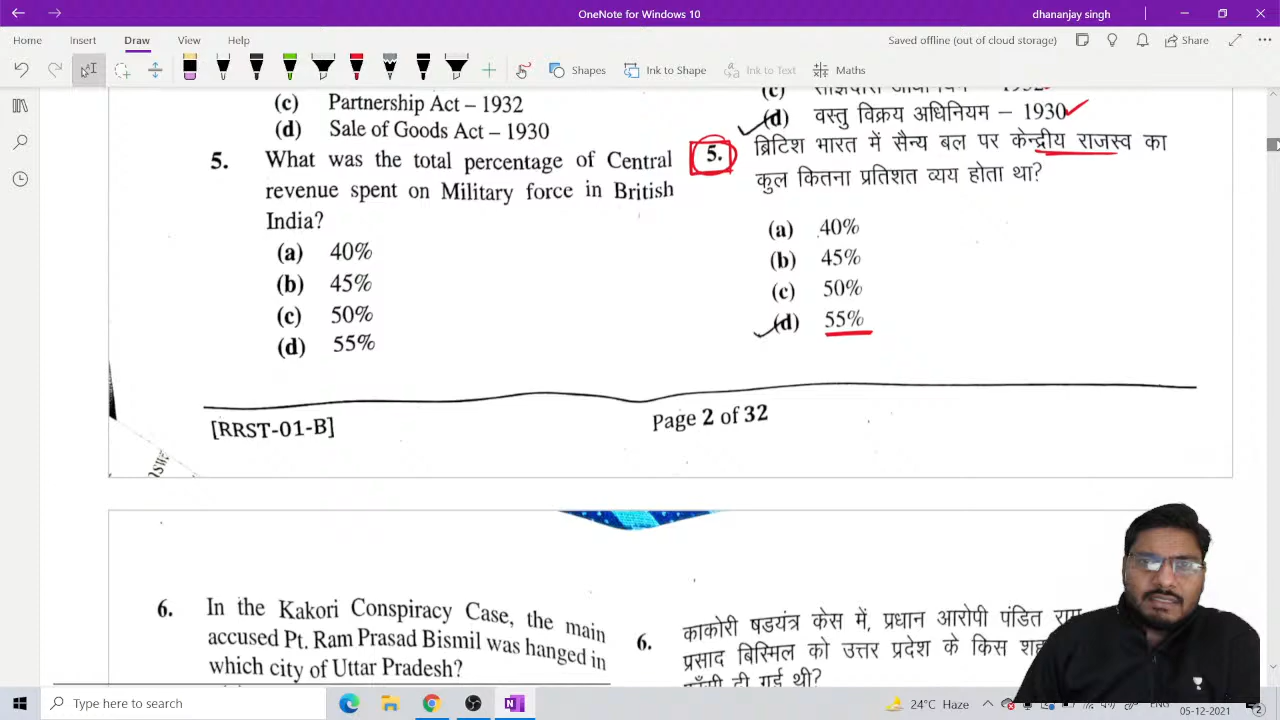 OneNote for Windows 10
dhananjay singh
Home Insert Draw View Help
Saved offline (out of cloud storage)
Share
Shapes
Ink to Shape
Ink to Text
Maths
(c) Partnership Act – 1932
(d) Sale of Goods Act – 1930
5. What was the total percentage of Central
revenue spent on Military force in British
India?
(a) 40%
(b) 45%
(c) 50%
(d) 55%
(c)
(d) वस्तु विक्रय अधिनियम – 1930
5. ब्रिटिश भारत में सैन्य बल पर केन्द्रीय राजस्व का
कुल कितना प्रतिशत व्यय होता था?
(a) 40%
(b) 45%
(c) 50%
(d) 55%
[RRST-01-B]
Page 2 of 32
6. In the Kakori Conspiracy Case, the main
accused Pt. Ram Prasad Bismil was hanged in
which city of Uttar Pradesh?
6. काकोरी षडयंत्र केस में, प्रधान आरोपी पंडित राम
प्रसाद बिस्मिल को उत्तर प्रदेश के किस
फाँसी दी गई थी?
Type here to search
24°C Haze
05-12-2021